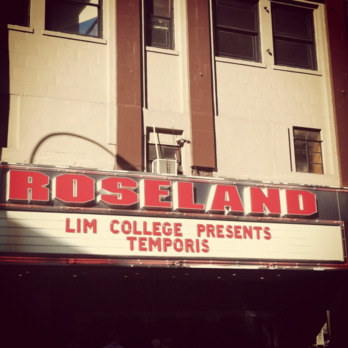 ROSELAND
LIM COLLEGE PRESENTS
TEMPORIS